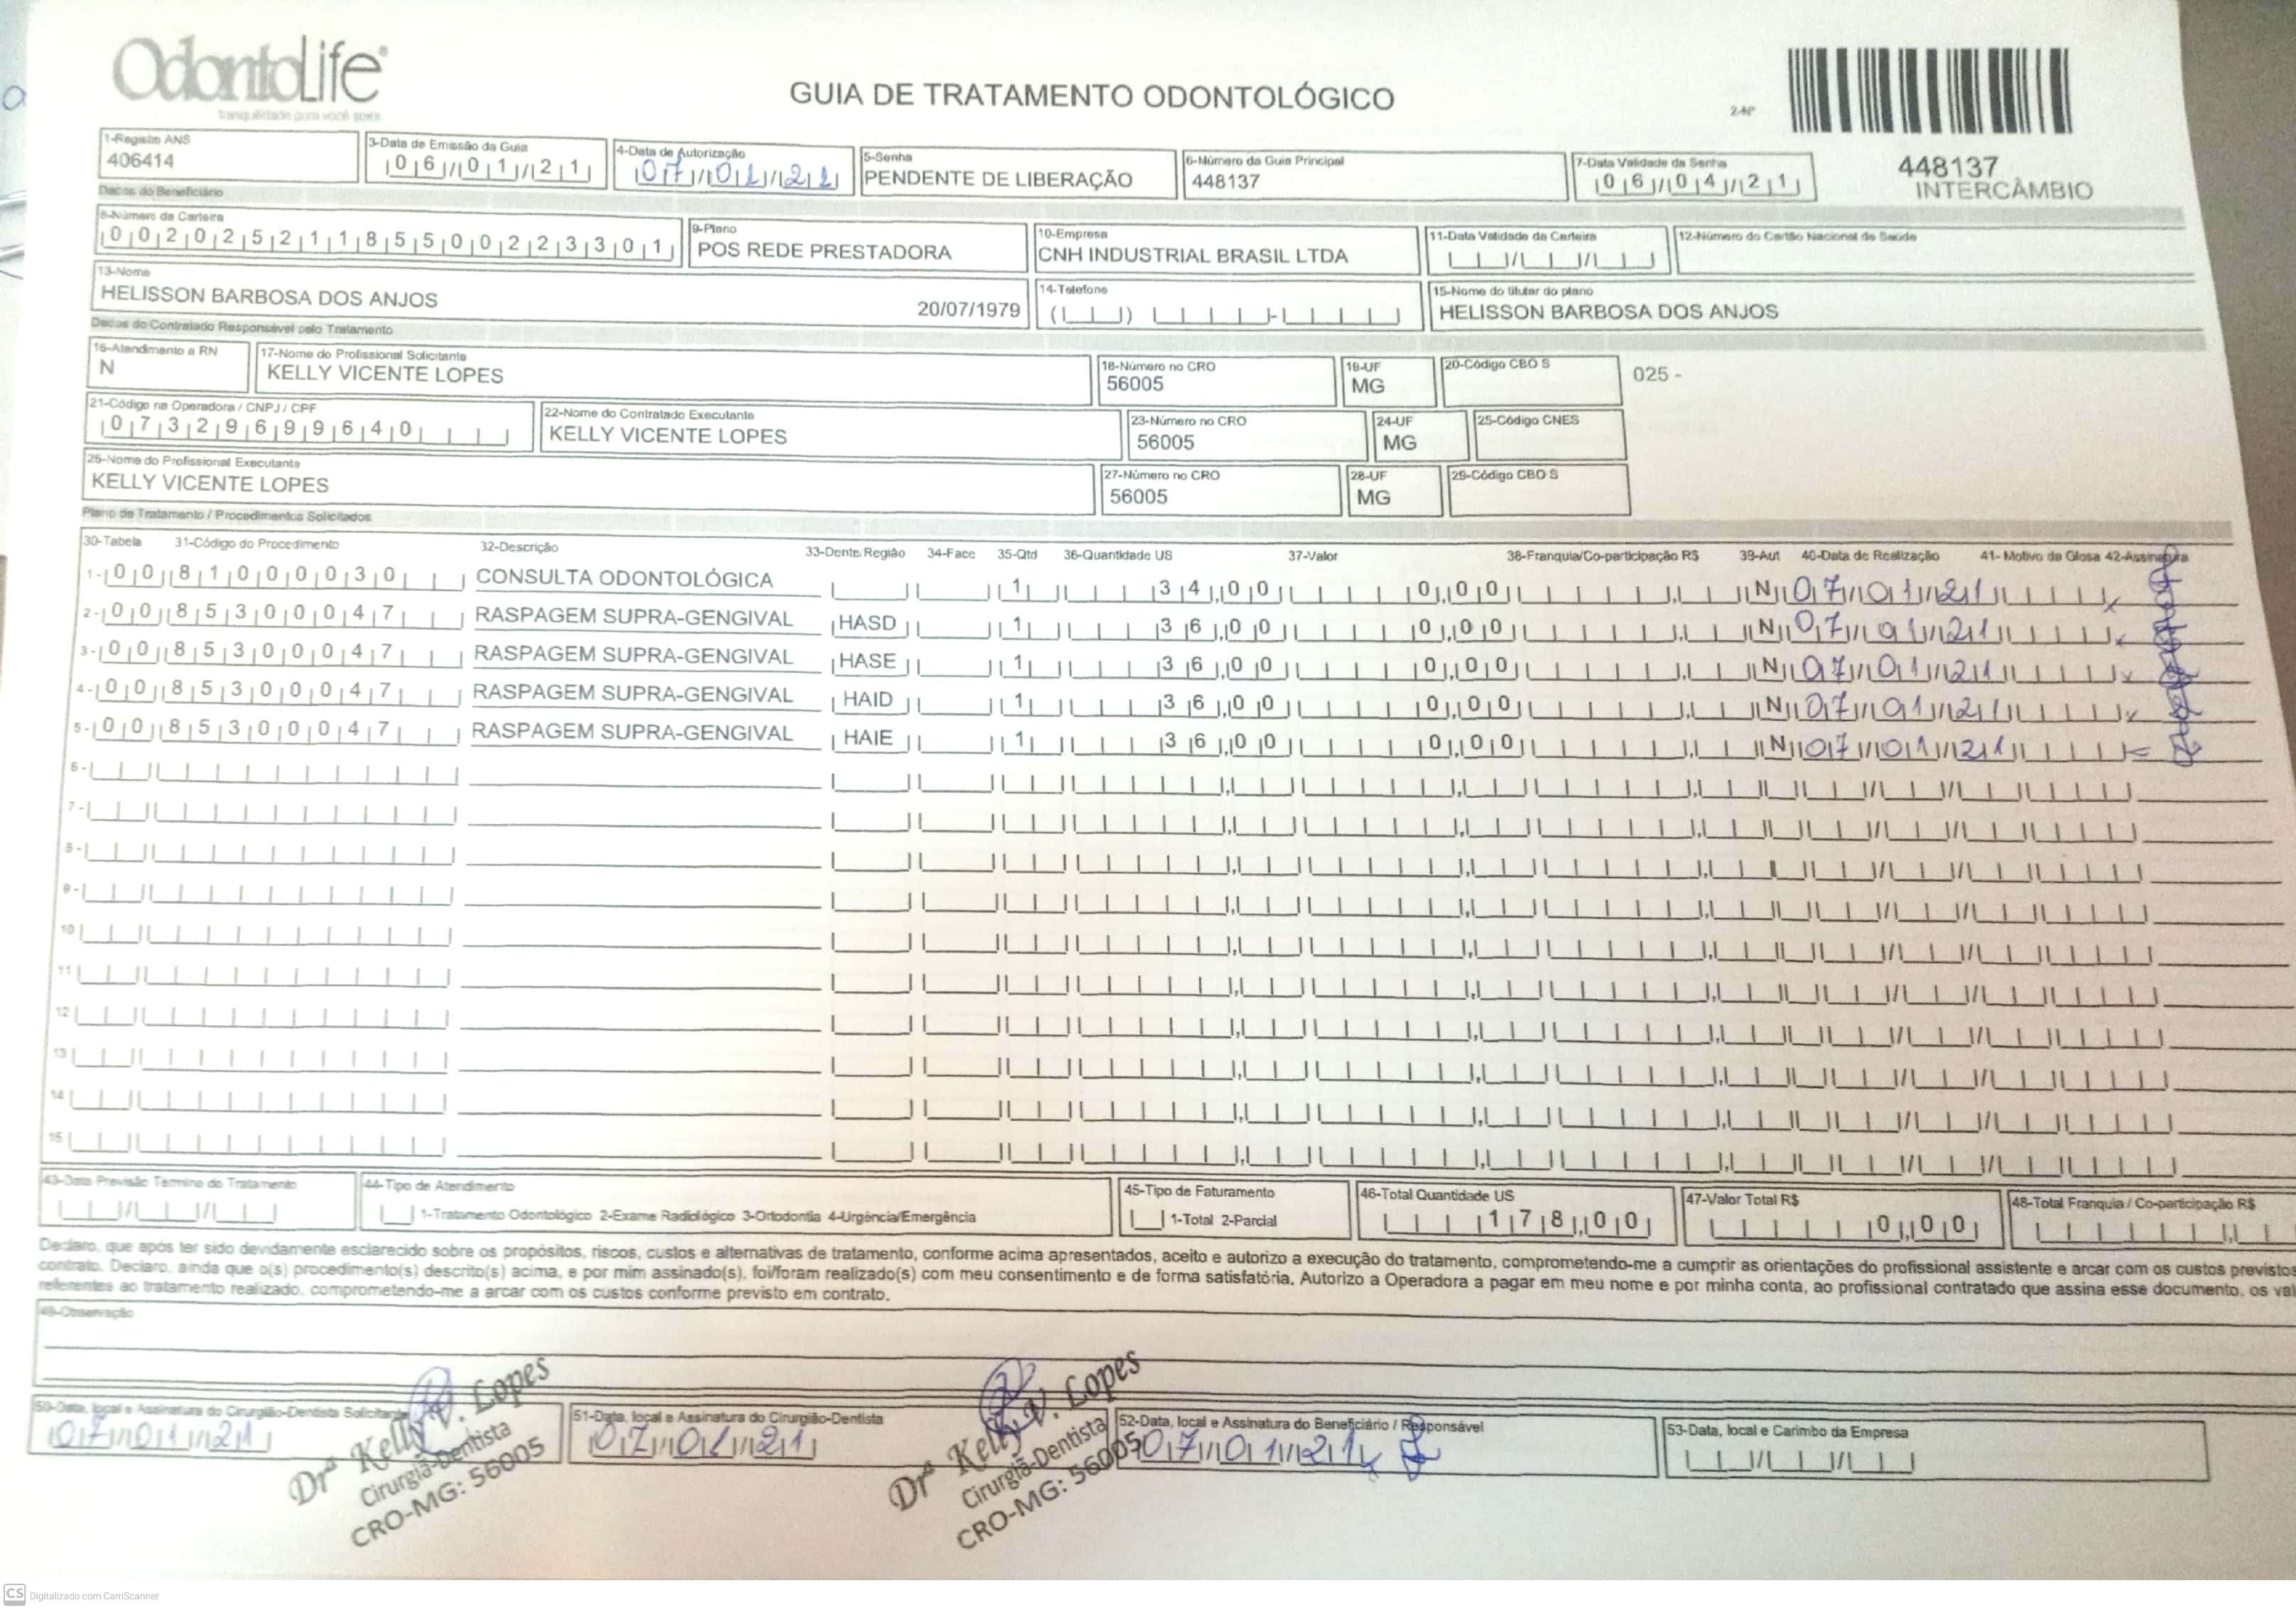 OdontoLife
tranquilidade para você sorrir
GUIA DE TRATAMENTO ODONTOLÓGICO
2-Nº
448137
INTERCÂMBIO
1-Registro ANS
406414
3-Data de Emissão da Guia
06/01/21
4-Data de Autorização
07/01/21
5-Senha
PENDENTE DE LIBERAÇÃO
6-Número da Guia Principal
448137
7-Data Validade da Senha
06/04/21
Dados do Beneficiário
8-Número da Carteira
00202521185500223301
9-Plano
POS REDE PRESTADORA
10-Empresa
CNH INDUSTRIAL BRASIL LTDA
11-Data Validade da Carteira
12-Número do Cartão Nacional de Saúde
13-Nome
HELISSON BARBOSA DOS ANJOS 20/07/1979
14-Telefone
15-Nome do titular do plano
HELISSON BARBOSA DOS ANJOS
Dados do Contratado Responsável pelo Tratamento
16-Atendimento a RN
N
17-Nome do Profissional Solicitante
KELLY VICENTE LOPES
18-Número no CRO
56005
19-UF
MG
20-Código CBO S
025 -
21-Código na Operadora / CNPJ / CPF
07329699640
22-Nome do Contratado Executante
KELLY VICENTE LOPES
23-Número no CRO
56005
24-UF
MG
25-Código CNES
26-Nome do Profissional Executante
KELLY VICENTE LOPES
27-Número no CRO
56005
28-UF
MG
29-Código CBO S
Plano de Tratamento / Procedimentos Solicitados
30-Tabela 31-Código do Procedimento 32-Descrição 33-Dente/Região 34-Face 35-Qtd 36-Quantidade US 37-Valor 38-Franquia/Co-participação R$ 39-Aut 40-Data de Realização 41- Motivo da Glosa 42-Assinatura
1- 00 81000030 CONSULTA ODONTOLÓGICA 1 34,00 0,00 N 07/01/21
2- 00 85300047 RASPAGEM SUPRA-GENGIVAL HASD 1 36,00 0,00 N 07/01/21
3- 00 85300047 RASPAGEM SUPRA-GENGIVAL HASE 1 36,00 0,00 N 07/01/21
4- 00 85300047 RASPAGEM SUPRA-GENGIVAL HAID 1 36,00 0,00 N 07/01/21
5- 00 85300047 RASPAGEM SUPRA-GENGIVAL HAIE 1 36,00 0,00 N 07/01/21
6-
7-
8-
9-
10
11
12
13
14
15
43-Data Previsão Término do Tratamento
44-Tipo de Atendimento
1-Tratamento Odontológico 2-Exame Radiológico 3-Ortodontia 4-Urgência/Emergência
45-Tipo de Faturamento
1-Total 2-Parcial
46-Total Quantidade US
178,00
47-Valor Total R$
0,00
48-Total Franquia / Co-participação R$
Declaro, que após ter sido devidamente esclarecido sobre os propósitos, riscos, custos e alternativas de tratamento, conforme acima apresentados, aceito e autorizo a execução do tratamento, comprometendo-me a cumprir as orientações do profissional assistente e arcar com os custos previstos
contrato. Declaro, ainda que o(s) procedimento(s) descrito(s) acima, e por mim assinado(s), foi/foram realizado(s) com meu consentimento e de forma satisfatória. Autorizo a Operadora a pagar em meu nome e por minha conta, ao profissional contratado que assina esse documento, os val
referentes ao tratamento realizado, comprometendo-me a arcar com os custos conforme previsto em contrato.
49-Observação
50-Data, local e Assinatura do Cirurgião-Dentista Solicitante
07/01/21
Drª Kelly V. Lopes
Cirurgiã-Dentista
CRO-MG: 56005
51-Data, local e Assinatura do Cirurgião-Dentista
07/01/21
Drª Kelly V. Lopes
Cirurgiã-Dentista
CRO-MG: 56005
52-Data, local e Assinatura do Beneficiário / Responsável
07/01/21
53-Data, local e Carimbo da Empresa
CS Digitalizado com CamScanner